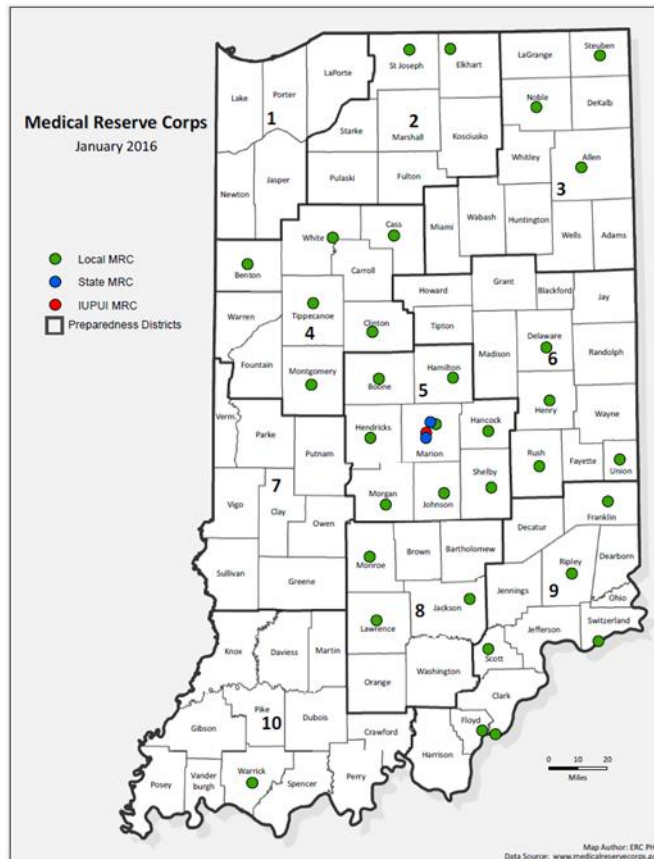 Medical Reserve Corps
January 2016
Local MRC
State MRC
IUPUI MRC
Preparedness Districts
Lake
Porter
LaPorte
1
Newton
Jasper
St Joseph
Elkhart
Starke
2
Marshall
Kosciusko
Pulaski
Fulton
LaGrange
Steuben
Noble
DeKalb
Whitley
Allen
3
Miami
Wabash
Huntington
Wells
Adams
White
Cass
Benton
Carroll
Warren
Tippecanoe
4
Clinton
Fountain
Montgomery
Howard
Tipton
Grant
Blackford
Jay
Madison
Delaware
6
Randolph
Henry
Wayne
Rush
Fayette
Union
Boone
5
Hamilton
Hendricks
Marion
Hancock
Morgan
Johnson
Shelby
Verm.
Parke
Putnam
7
Vigo
Clay
Owen
Sullivan
Greene
Monroe
Brown
Bartholomew
8
Jackson
Lawrence
Orange
Washington
Decatur
Franklin
Ripley
Dearborn
9
Jennings
Ohio
Jefferson
Switzerland
Scott
Clark
Floyd
Harrison
Knox
Daviess
Martin
Pike
10
Dubois
Gibson
Crawford
Posey
Vander
burgh
Warrick
Spencer
Perry
0 10 20
Miles
Map Author: ERC PH
Data Source: www.medicalreservecorps.go